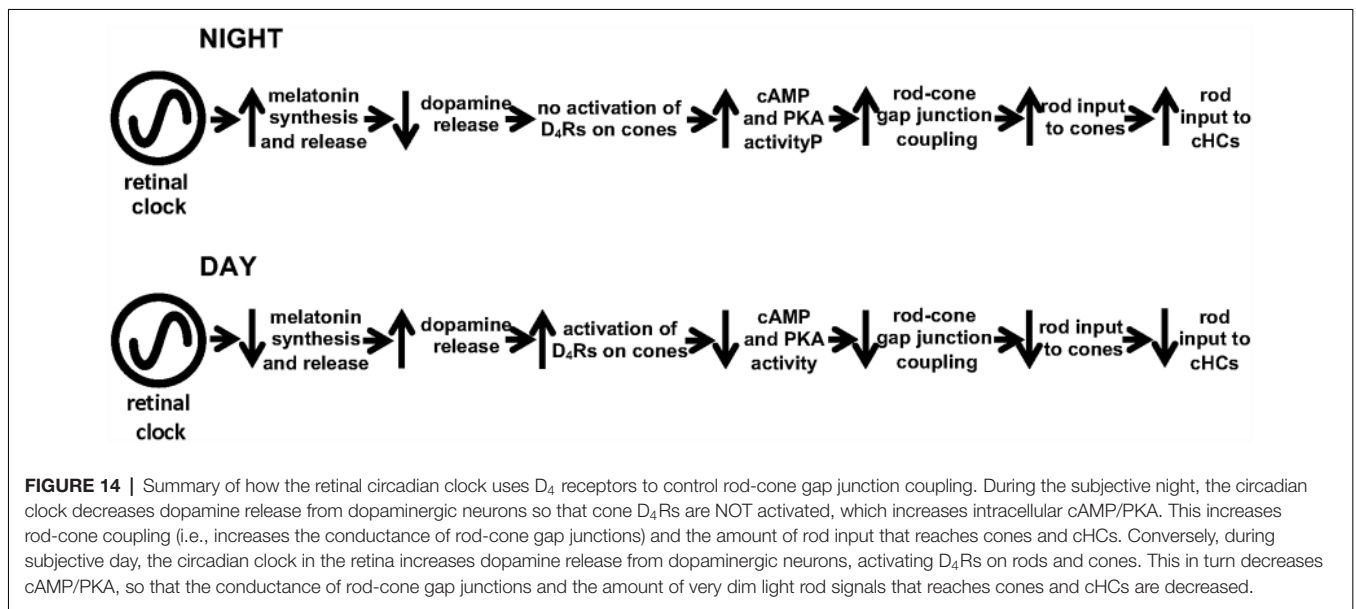 NIGHT
melatonin
synthesis
and release
dopamine
release
no activation of
D₄Rs on cones
cAMP
and PKA
activityP
rod-cone
gap junction
coupling
rod input
to cones
rod
input to
cHCs
retinal
clock
DAY
melatonin
synthesis
and release
dopamine
release
activation of
D₄Rs on cones
cAMP
and PKA
activity
rod-cone
gap junction
coupling
rod input
to cones
rod
input to
cHCs
retinal
clock
FIGURE 14 | Summary of how the retinal circadian clock uses D₄ receptors to control rod-cone gap junction coupling. During the subjective night, the circadian
clock decreases dopamine release from dopaminergic neurons so that cone D₄Rs are NOT activated, which increases intracellular cAMP/PKA. This increases
rod-cone coupling (i.e., increases the conductance of rod-cone gap junctions) and the amount of rod input that reaches cones and cHCs. Conversely, during
subjective day, the circadian clock in the retina increases dopamine release from dopaminergic neurons, activating D₄Rs on rods and cones. This in turn decreases
cAMP/PKA, so that the conductance of rod-cone gap junctions and the amount of very dim light rod signals that reaches cones and cHCs are decreased.